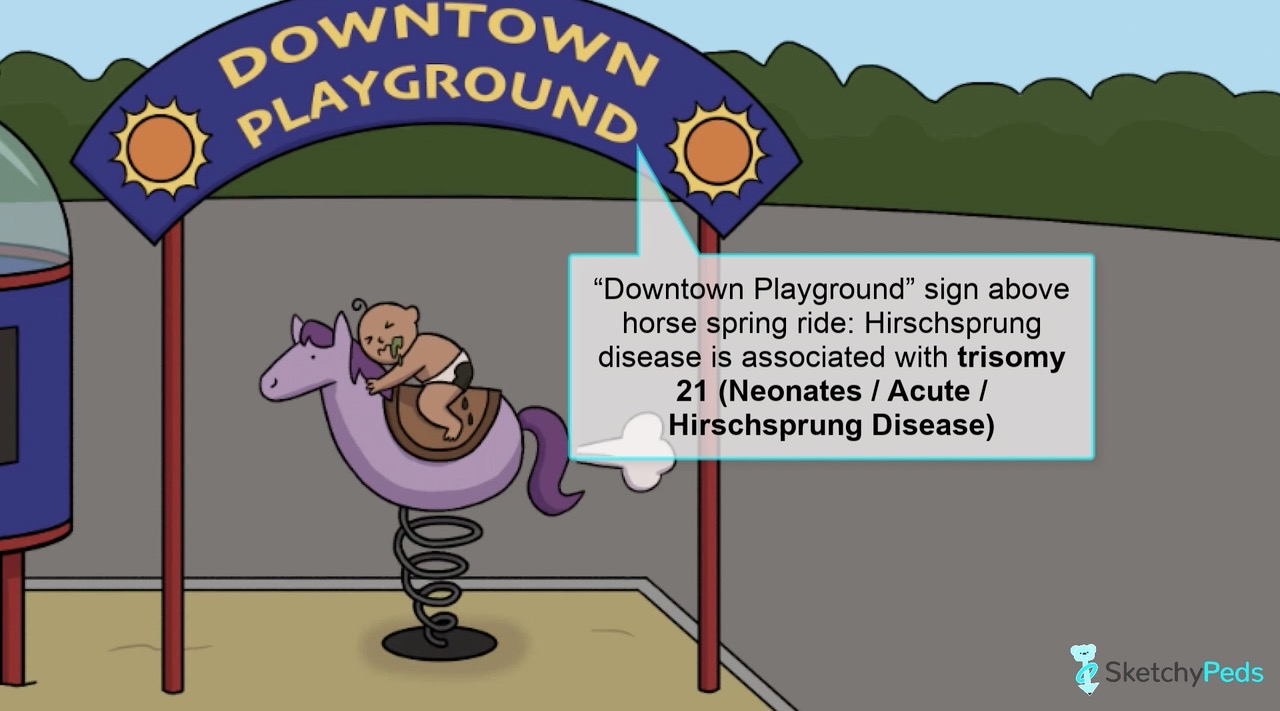 DOWNTOWN
PLAYGROUND
“Downtown Playground” sign above
horse spring ride: Hirschsprung
disease is associated with trisomy
21 (Neonates / Acute /
Hirschsprung Disease)
SketchyPeds